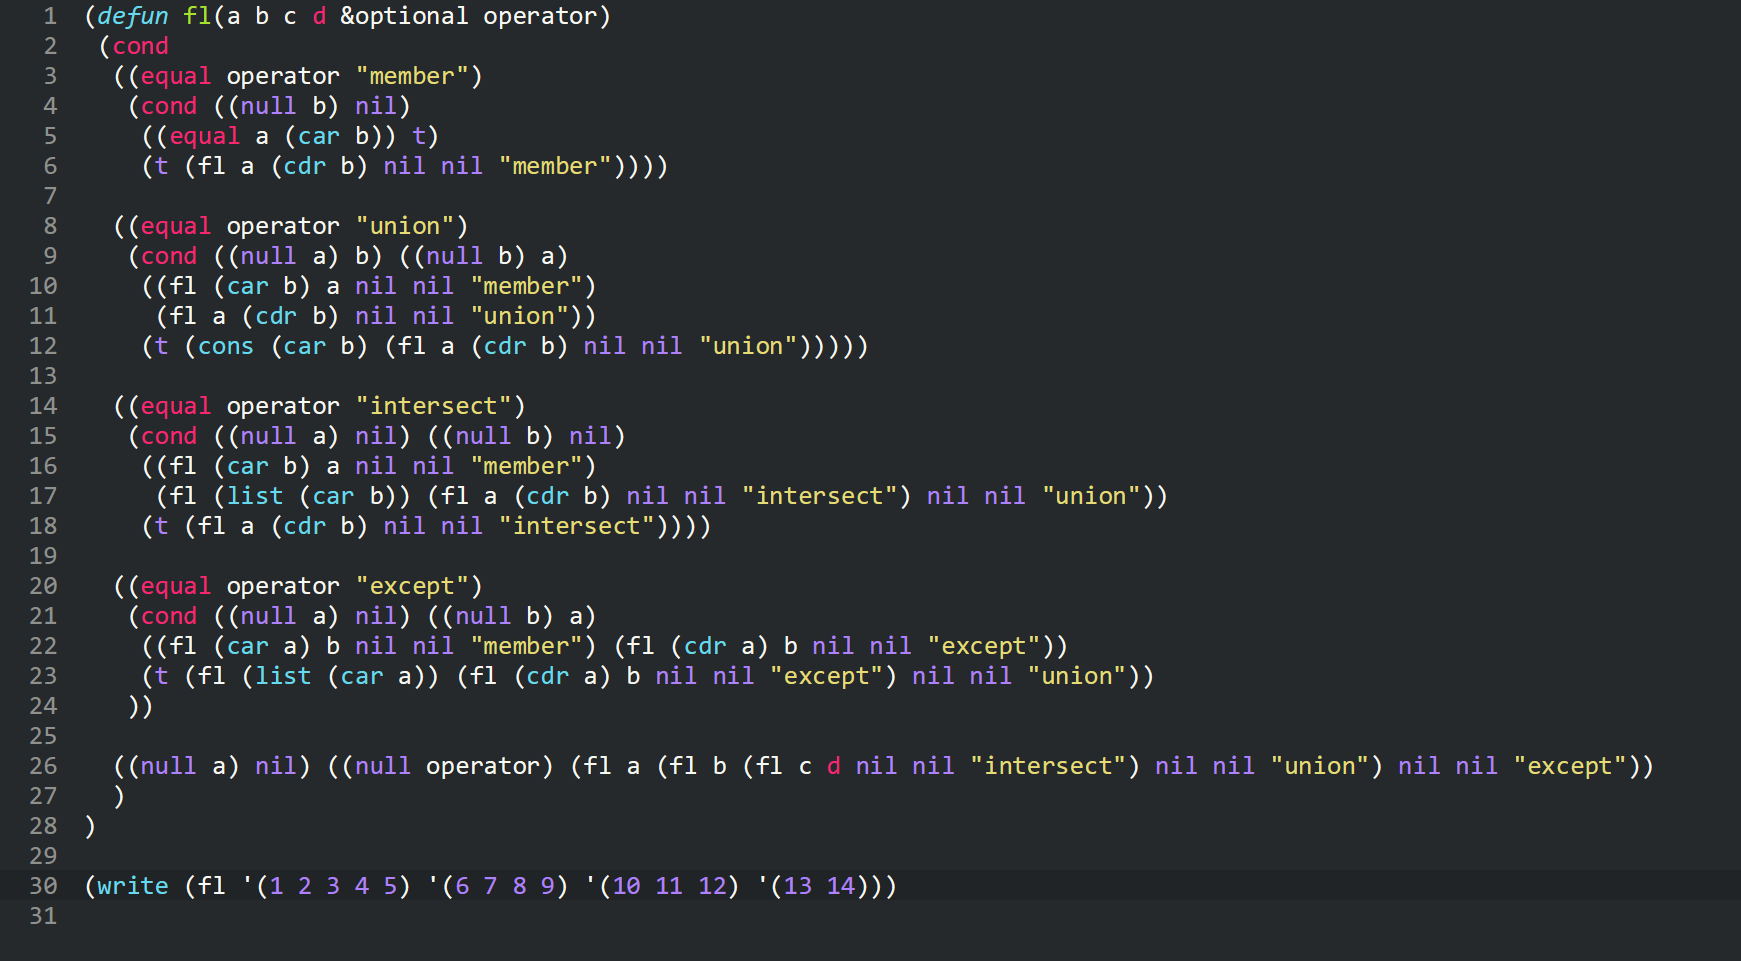 1 (defun fl(a b c d &optional operator)
2  (cond
3   ((equal operator "member")
4    (cond ((null b) nil)
5     ((equal a (car b)) t)
6     (t (fl a (cdr b) nil nil "member"))))
7
8   ((equal operator "union")
9    (cond ((null a) b) ((null b) a)
10     ((fl (car b) a nil nil "member")
11      (fl a (cdr b) nil nil "union"))
12     (t (cons (car b) (fl a (cdr b) nil nil "union")))))
13
14   ((equal operator "intersect")
15    (cond ((null a) nil) ((null b) nil)
16     ((fl (car b) a nil nil "member")
17      (fl (list (car b)) (fl a (cdr b) nil nil "intersect") nil nil "union"))
18     (t (fl a (cdr b) nil nil "intersect"))))
19
20   ((equal operator "except")
21    (cond ((null a) nil) ((null b) a)
22     ((fl (car a) b nil nil "member") (fl (cdr a) b nil nil "except"))
23     (t (fl (list (car a)) (fl (cdr a) b nil nil "except") nil nil "union"))
24    ))
25
26   ((null a) nil) ((null operator) (fl a (fl b (fl c d nil nil "intersect") nil nil "union") nil nil "except"))
27   )
28 )
29
30 (write (fl '(1 2 3 4 5) '(6 7 8 9) '(10 11 12) '(13 14)))
31